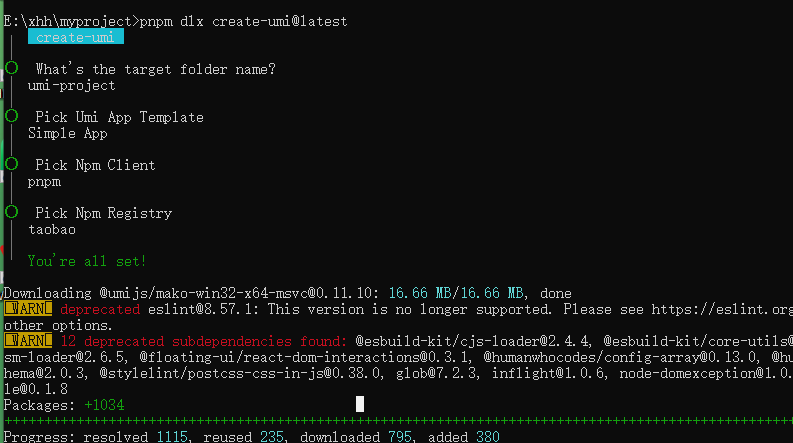 E:\xhh\myproject>pnpm dlx create-umi@latest
create-umi
What's the target folder name?
umi-project
Pick Umi App Template
Simple App
Pick Npm Client
pnpm
Pick Npm Registry
taobao
You're all set!
Downloading @umijs/mako-win32-x64-msvc@0.11.10: 16.66 MB/16.66 MB, done
WARN deprecated eslint@8.57.1: This version is no longer supported. Please see https://eslint.org
other options.
WARN 12 deprecated subdependencies found: @esbuild-kit/cjs-loader@2.4.4, @esbuild-kit/core-utils@
sm-loader@2.6.5, @floating-ui/react-dom-interactions@0.3.1, @humanwhocodes/config-array@0.13.0, @hu
hema@2.0.3, @stylelint/postcss-css-in-js@0.38.0, glob@7.2.3, inflight@1.0.6, node-domexception@1.0.
le@0.1.8
Packages: +1034
++++++++++++++++++++++++++++++++++++++++++++++++++++++++++++++++++++++++++++++++++++++++++++++++++++
Progress: resolved 1115, reused 235, downloaded 795, added 380